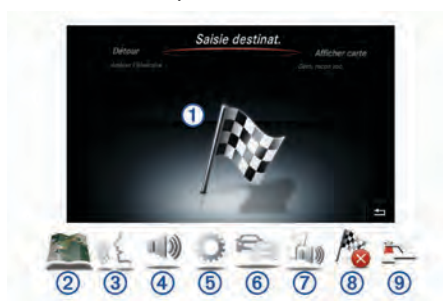 Saisie destinat.
Détour
Afficher carte
①
② ③ ④ ⑤ ⑥ ⑦ ⑧ ⑨